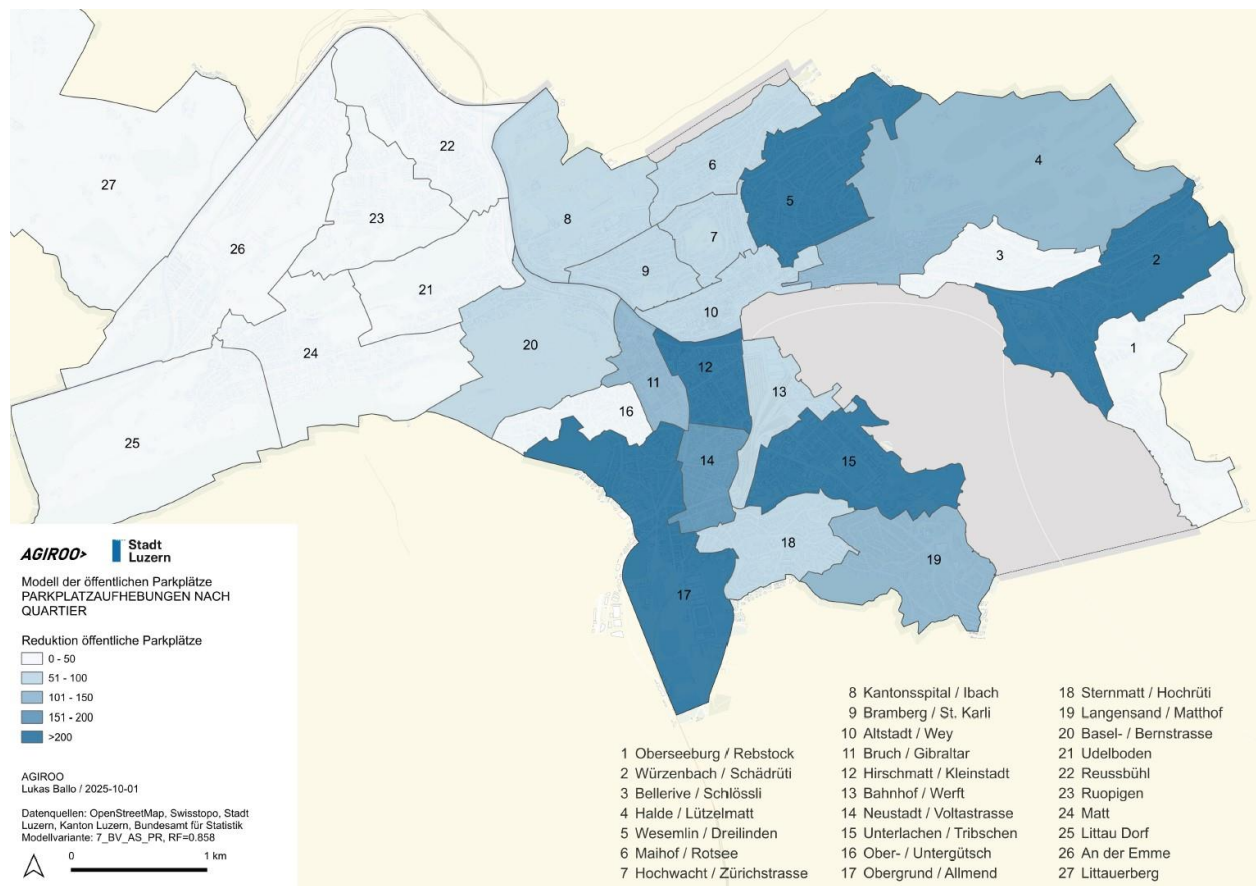 27
22
26
23
8
6
5
4
7
3
2
9
21
10
1
20
24
12
11
13
16
25
14
15
18
19
17
AGIROO>
Stadt
Luzern
Modell der öffentlichen Parkplätze
PARKPLATZAUFHEBUNGEN NACH
QUARTIER
Reduktion öffentliche Parkplätze
0 - 50
51 - 100
101 - 150
151 - 200
>200
AGIROO
Lukas Ballo / 2025-10-01
Datenquellen: OpenStreetMap, Swisstopo, Stadt
Luzern, Kanton Luzern, Bundesamt für Statistik
Modellvariante: 7_BV_AS_PR, RF=0.858
0 1 km
1 Oberseeburg / Rebstock
2 Würzenbach / Schädrüti
3 Bellerive / Schlössli
4 Halde / Lützelmatt
5 Wesemlin / Dreilinden
6 Maihof / Rotsee
7 Hochwacht / Zürichstrasse
8 Kantonsspital / Ibach
9 Bramberg / St. Karli
10 Altstadt / Wey
11 Bruch / Gibraltar
12 Hirschmatt / Kleinstadt
13 Bahnhof / Werft
14 Neustadt / Voltastrasse
15 Unterlachen / Tribschen
16 Ober- / Untergütsch
17 Obergrund / Allmend
18 Sternmatt / Hochrüti
19 Langensand / Matthof
20 Basel- / Bernstrasse
21 Udelboden
22 Reussbühl
23 Ruopigen
24 Matt
25 Littau Dorf
26 An der Emme
27 Littauerberg